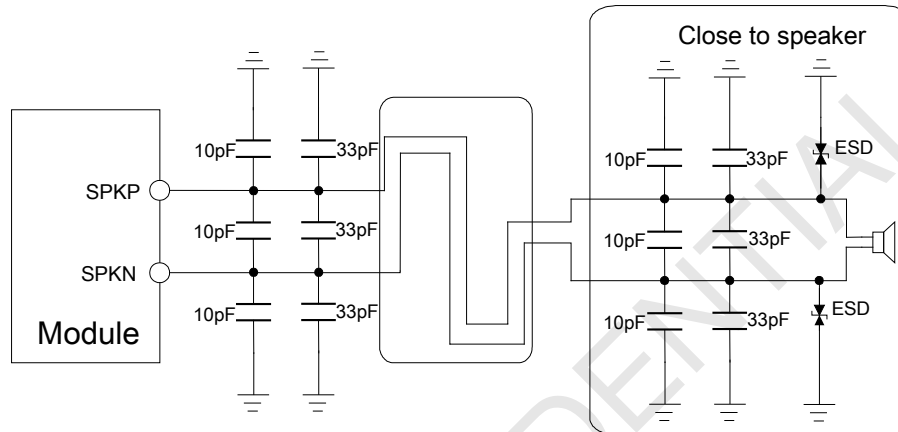 Close to speaker
10pF
33pF
10pF
33pF
ESD
SPKP
10pF
33pF
10pF
33pF
SPKN
10pF
33pF
10pF
33pF
ESD
Module
DENTIAL